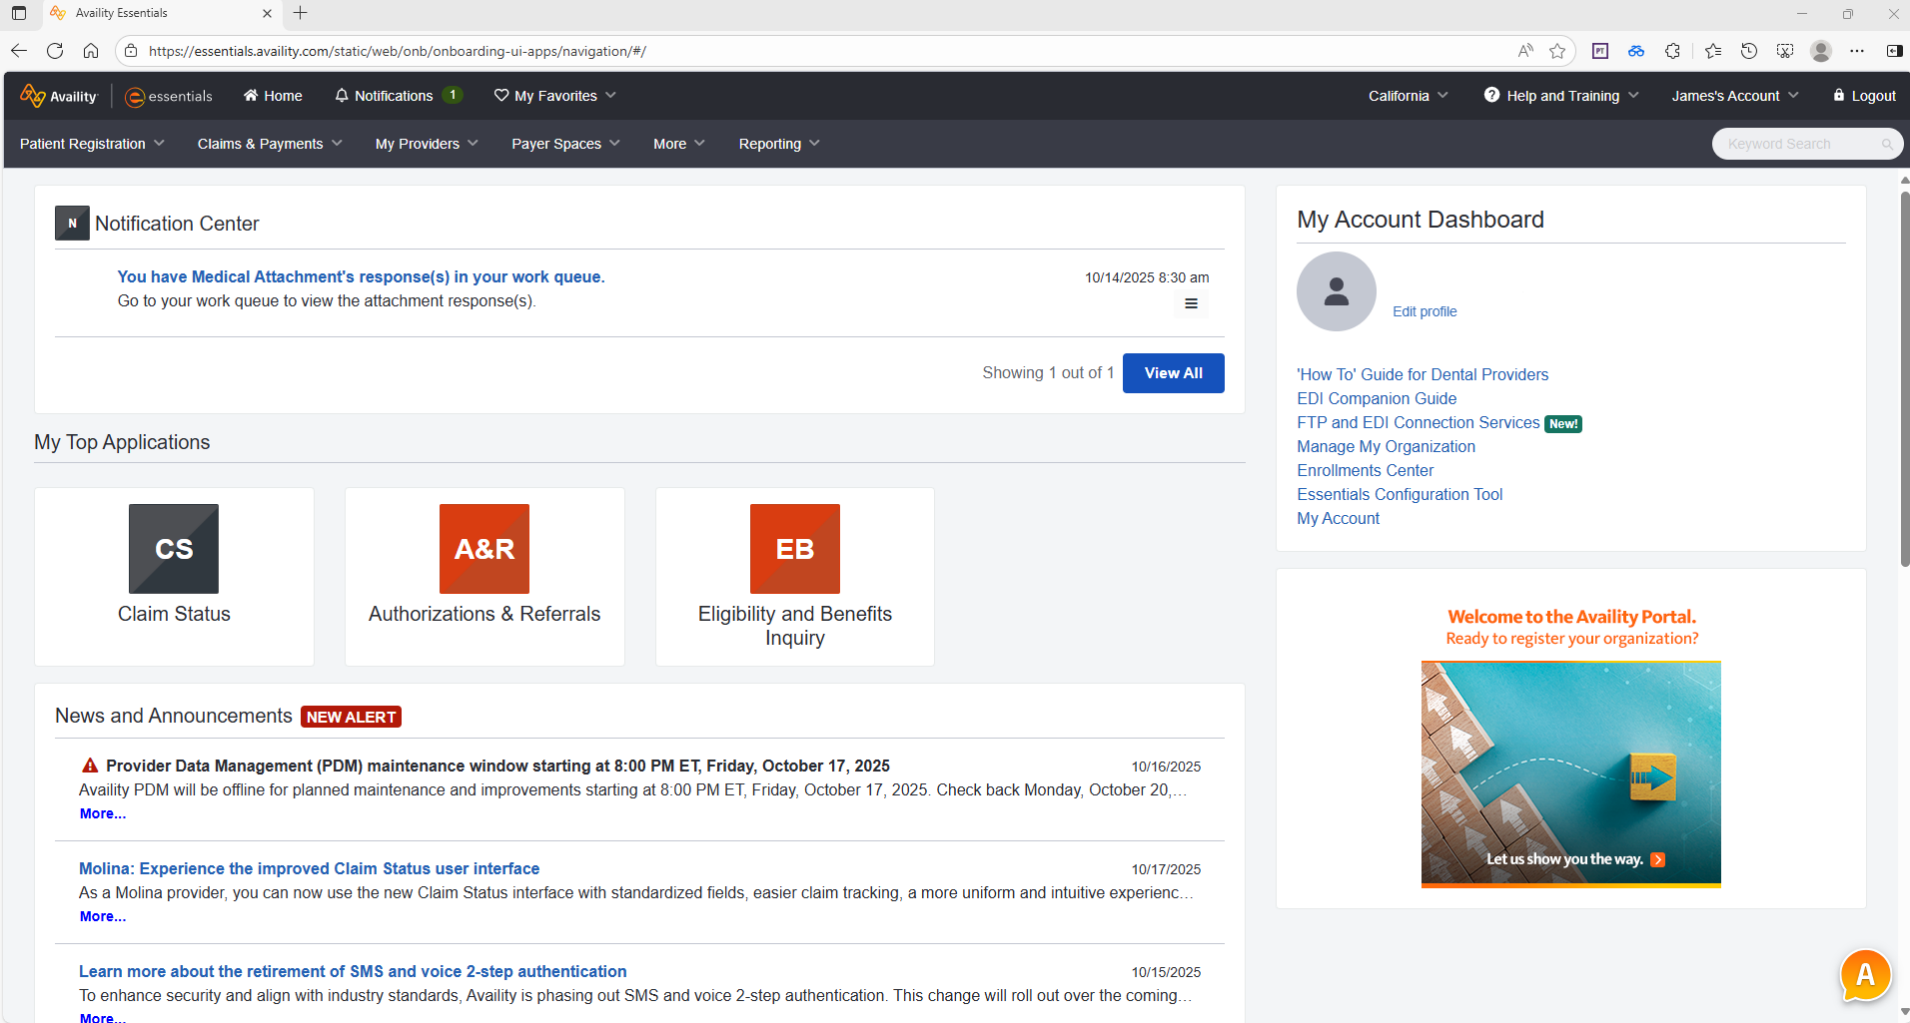 Availity Essentials
https://essentials.availity.com/static/web/onb/onboarding-ui-apps/navigation/#/
Availity essentials Home Notifications 1 My Favorites California Help and Training James's Account Logout
Patient Registration Claims & Payments My Providers Payer Spaces More Reporting Keyword Search
N Notification Center
You have Medical Attachment's response(s) in your work queue. 10/14/2025 8:30 am
Go to your work queue to view the attachment response(s).
Showing 1 out of 1 View All
My Top Applications
CS
Claim Status
A&R
Authorizations & Referrals
EB
Eligibility and Benefits
Inquiry
News and Announcements NEW ALERT
Provider Data Management (PDM) maintenance window starting at 8:00 PM ET, Friday, October 17, 2025 10/16/2025
Availity PDM will be offline for planned maintenance and improvements starting at 8:00 PM ET, Friday, October 17, 2025. Check back Monday, October 20,...
More...
Molina: Experience the improved Claim Status user interface 10/17/2025
As a Molina provider, you can now use the new Claim Status interface with standardized fields, easier claim tracking, a more uniform and intuitive experienc...
More...
Learn more about the retirement of SMS and voice 2-step authentication 10/15/2025
To enhance security and align with industry standards, Availity is phasing out SMS and voice 2-step authentication. This change will roll out over the coming...
More...
My Account Dashboard
Edit profile
'How To' Guide for Dental Providers
EDI Companion Guide
FTP and EDI Connection Services New!
Manage My Organization
Enrollments Center
Essentials Configuration Tool
My Account
Welcome to the Availity Portal.
Ready to register your organization?
Let us show you the way.
A